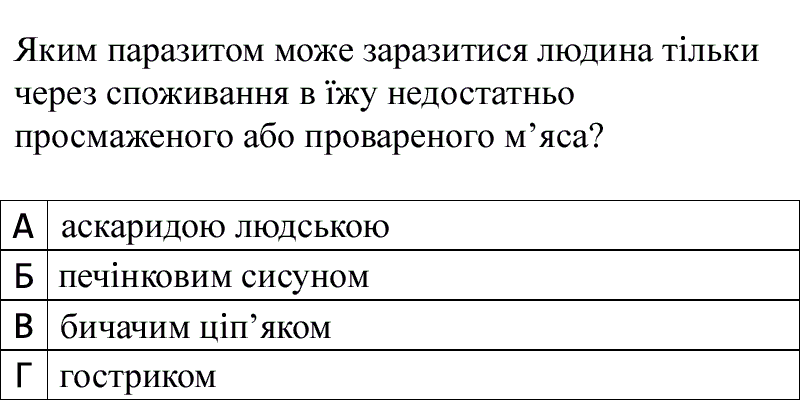 Яким паразитом може заразитися людина тільки
через споживання в їжу недостатньо
просмаженого або провареного м’яса?
А аскаридою людською
Б печінковим сисуном
В бичачим ціп’яком
Г гостриком